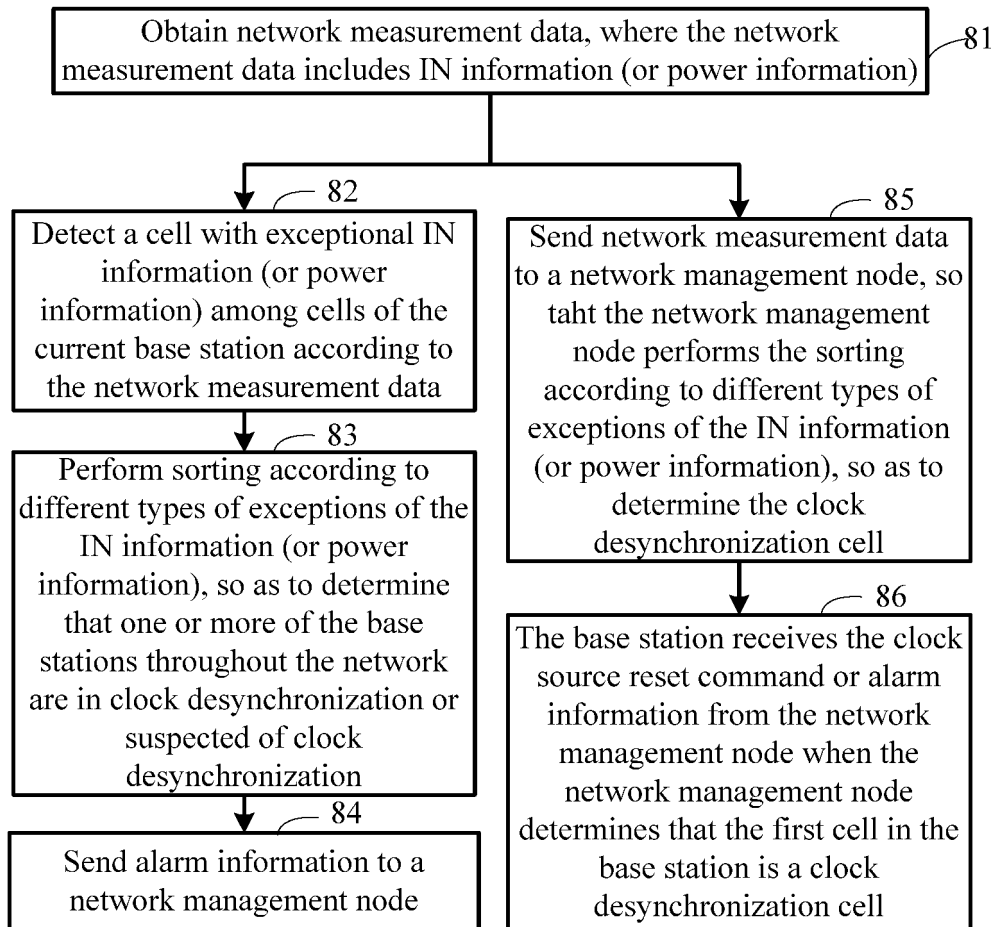 Obtain network measurement data, where the network
measurement data includes IN information (or power information)
81
82
Detect a cell with exceptional IN
information (or power
information) among cells of the
current base station according to
the network measurement data
83
Perform sorting according to
different types of exceptions of the
IN information (or power
information), so as to determine
that one or more of the base
stations throughout the network
are in clock desynchronization or
suspected of clock
desynchronization
84
Send alarm information to a
network management node
85
Send network measurement data
to a network management node, so
taht the network management
node performs the sorting
according to different types of
exceptions of the IN information
(or power information), so as to
determine the clock
desynchronization cell
86
The base station receives the clock
source reset command or alarm
information from the network
management node when the
network management node
determines that the first cell in the
base station is a clock
desynchronization cell